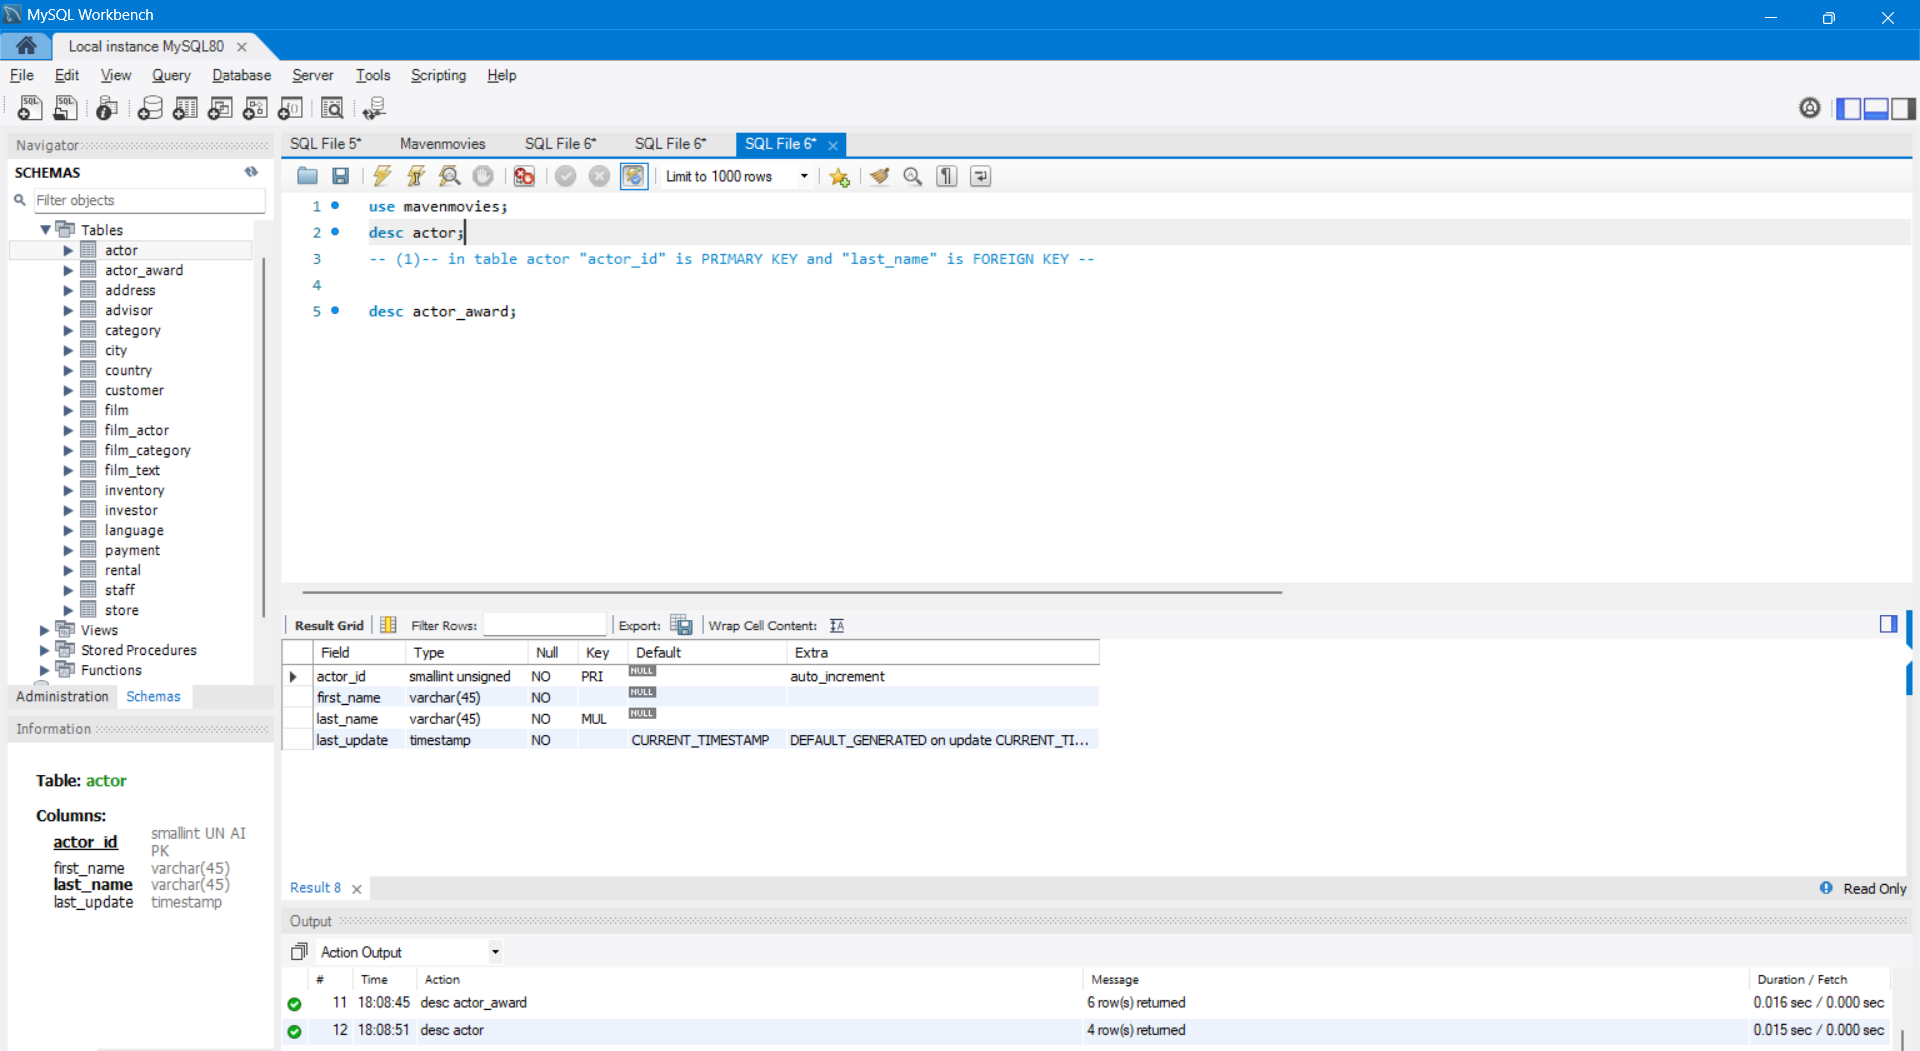 MySQL Workbench
Local instance MySQL80
File Edit View Query Database Server Tools Scripting Help
Navigator
SCHEMAS
Filter objects
Tables
actor
actor_award
address
advisor
category
city
country
customer
film
film_actor
film_category
film_text
inventory
investor
language
payment
rental
staff
store
Views
Stored Procedures
Functions
Administration Schemas
Information
Table: actor
Columns:
actor_id smallint UN AI PK
first_name varchar(45)
last_name varchar(45)
last_update timestamp
SQL File 5* Mavenmovies SQL File 6* SQL File 6* SQL File 6*
Limit to 1000 rows
1 use mavenmovies;
2 desc actor;
3 -- (1)-- in table actor "actor_id" is PRIMARY KEY and "last_name" is FOREIGN KEY --
4
5 desc actor_award;
Result Grid Filter Rows: Export: Wrap Cell Content:
Field Type Null Key Default Extra
actor_id smallint unsigned NO PRI NULL auto_increment
first_name varchar(45) NO NULL
last_name varchar(45) NO MUL NULL
last_update timestamp NO CURRENT_TIMESTAMP DEFAULT_GENERATED on update CURRENT_TI...
Result 8 Read Only
Output
Action Output
# Time Action Message Duration / Fetch
11 18:08:45 desc actor_award 6 row(s) returned 0.016 sec / 0.000 sec
12 18:08:51 desc actor 4 row(s) returned 0.015 sec / 0.000 sec